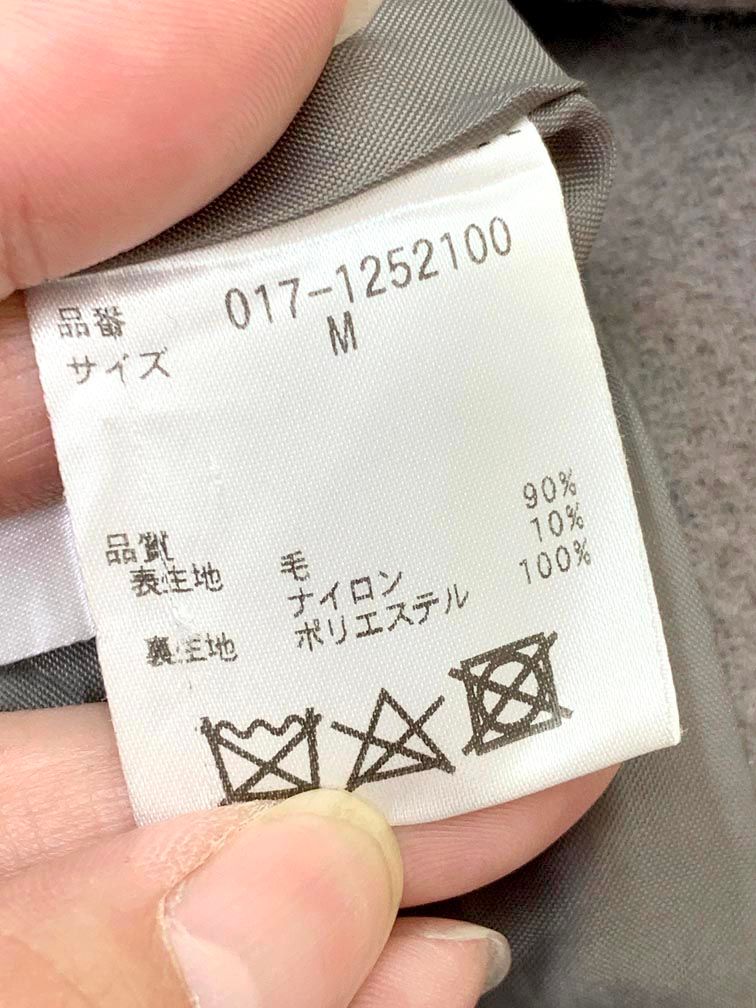 品番 017-1252100
サイズ M
品質
表生地 毛 90%
ナイロン 10%
裏生地 ポリエステル 100%